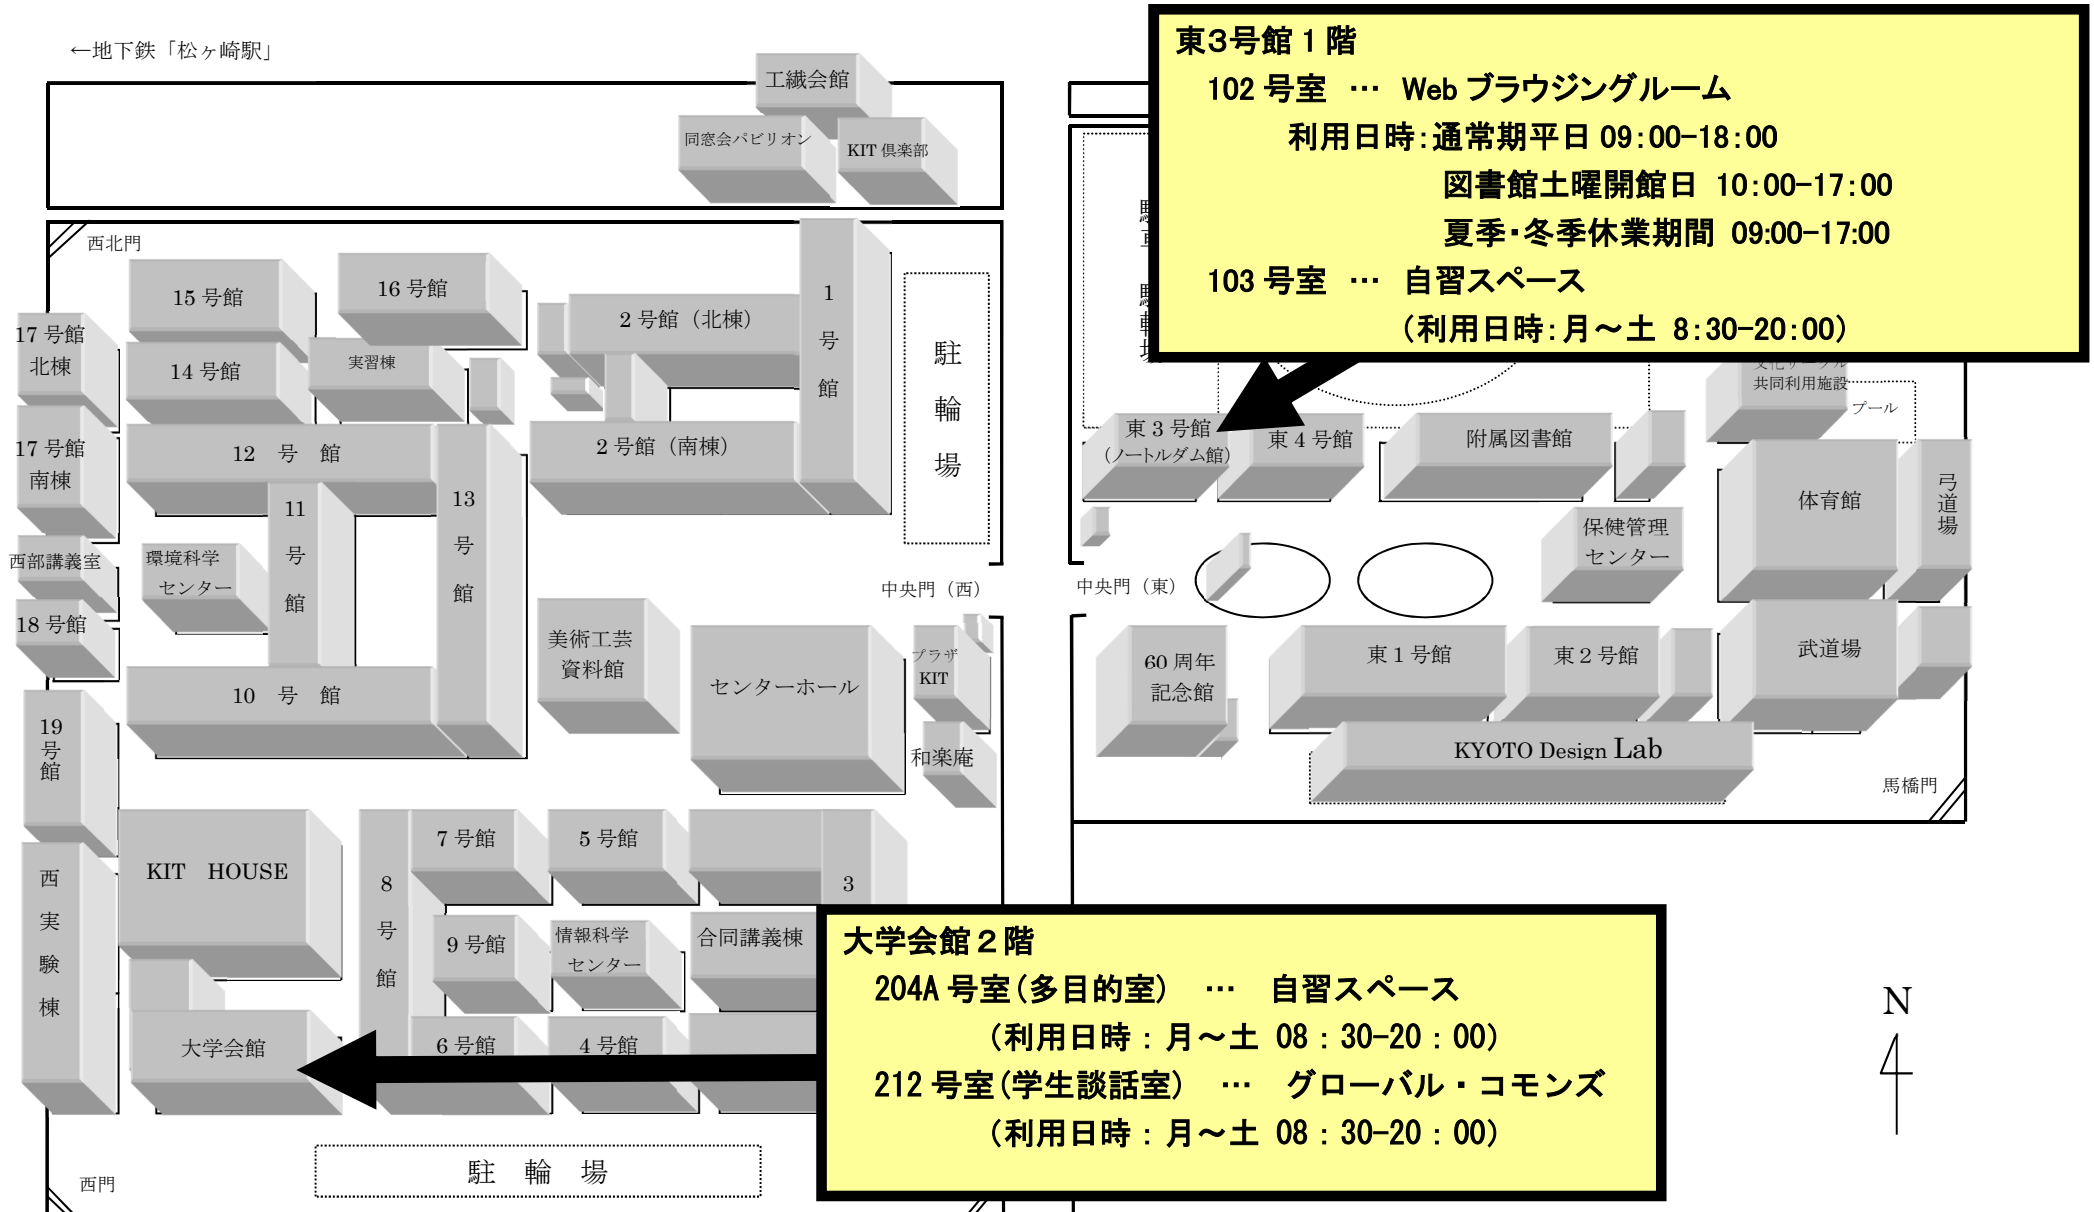 ←地下鉄「松ヶ崎駅」
工繊会館
同窓会パビリオン
KIT 倶楽部
東3号館1階
102 号室 … Web ブラウジングルーム
利用日時：通常期平日 09:00-18:00
図書館土曜開館日 10:00-17:00
夏季・冬季休業期間 09:00-17:00
103 号室 … 自習スペース
（利用日時：月～土 8:30-20:00）
西北門
15 号館
16 号館
17 号館
北棟
14 号館
実習棟
2 号館（北棟）
1
号
館
駐
輪
場
17 号館
南棟
12 号 館
13
号
館
2 号館（南棟）
11
号
館
西部講義室
環境科学
センター
18 号館
10 号 館
美術工芸
資料館
センターホール
中央門（西）
プラザ
KIT
和楽庵
19
号
館
KIT HOUSE
西
実
験
棟
8
号
館
7 号館
5 号館
3
9 号館
情報科学
センター
合同講義棟
大学会館
6 号館
4 号館
西門
駐 輪 場
共同利用施設
プール
東 3 号館
（ノートルダム館）
東 4 号館
附属図書館
体育館
弓
道
場
保健管理
センター
中央門（東）
60 周年
記念館
東 1 号館
東 2 号館
武道場
KYOTO Design Lab
馬橋門
大学会館2階
204A 号室（多目的室） … 自習スペース
（利用日時：月～土 08：30-20：00）
212 号室（学生談話室） … グローバル・コモンズ
（利用日時：月～土 08：30-20：00）
N